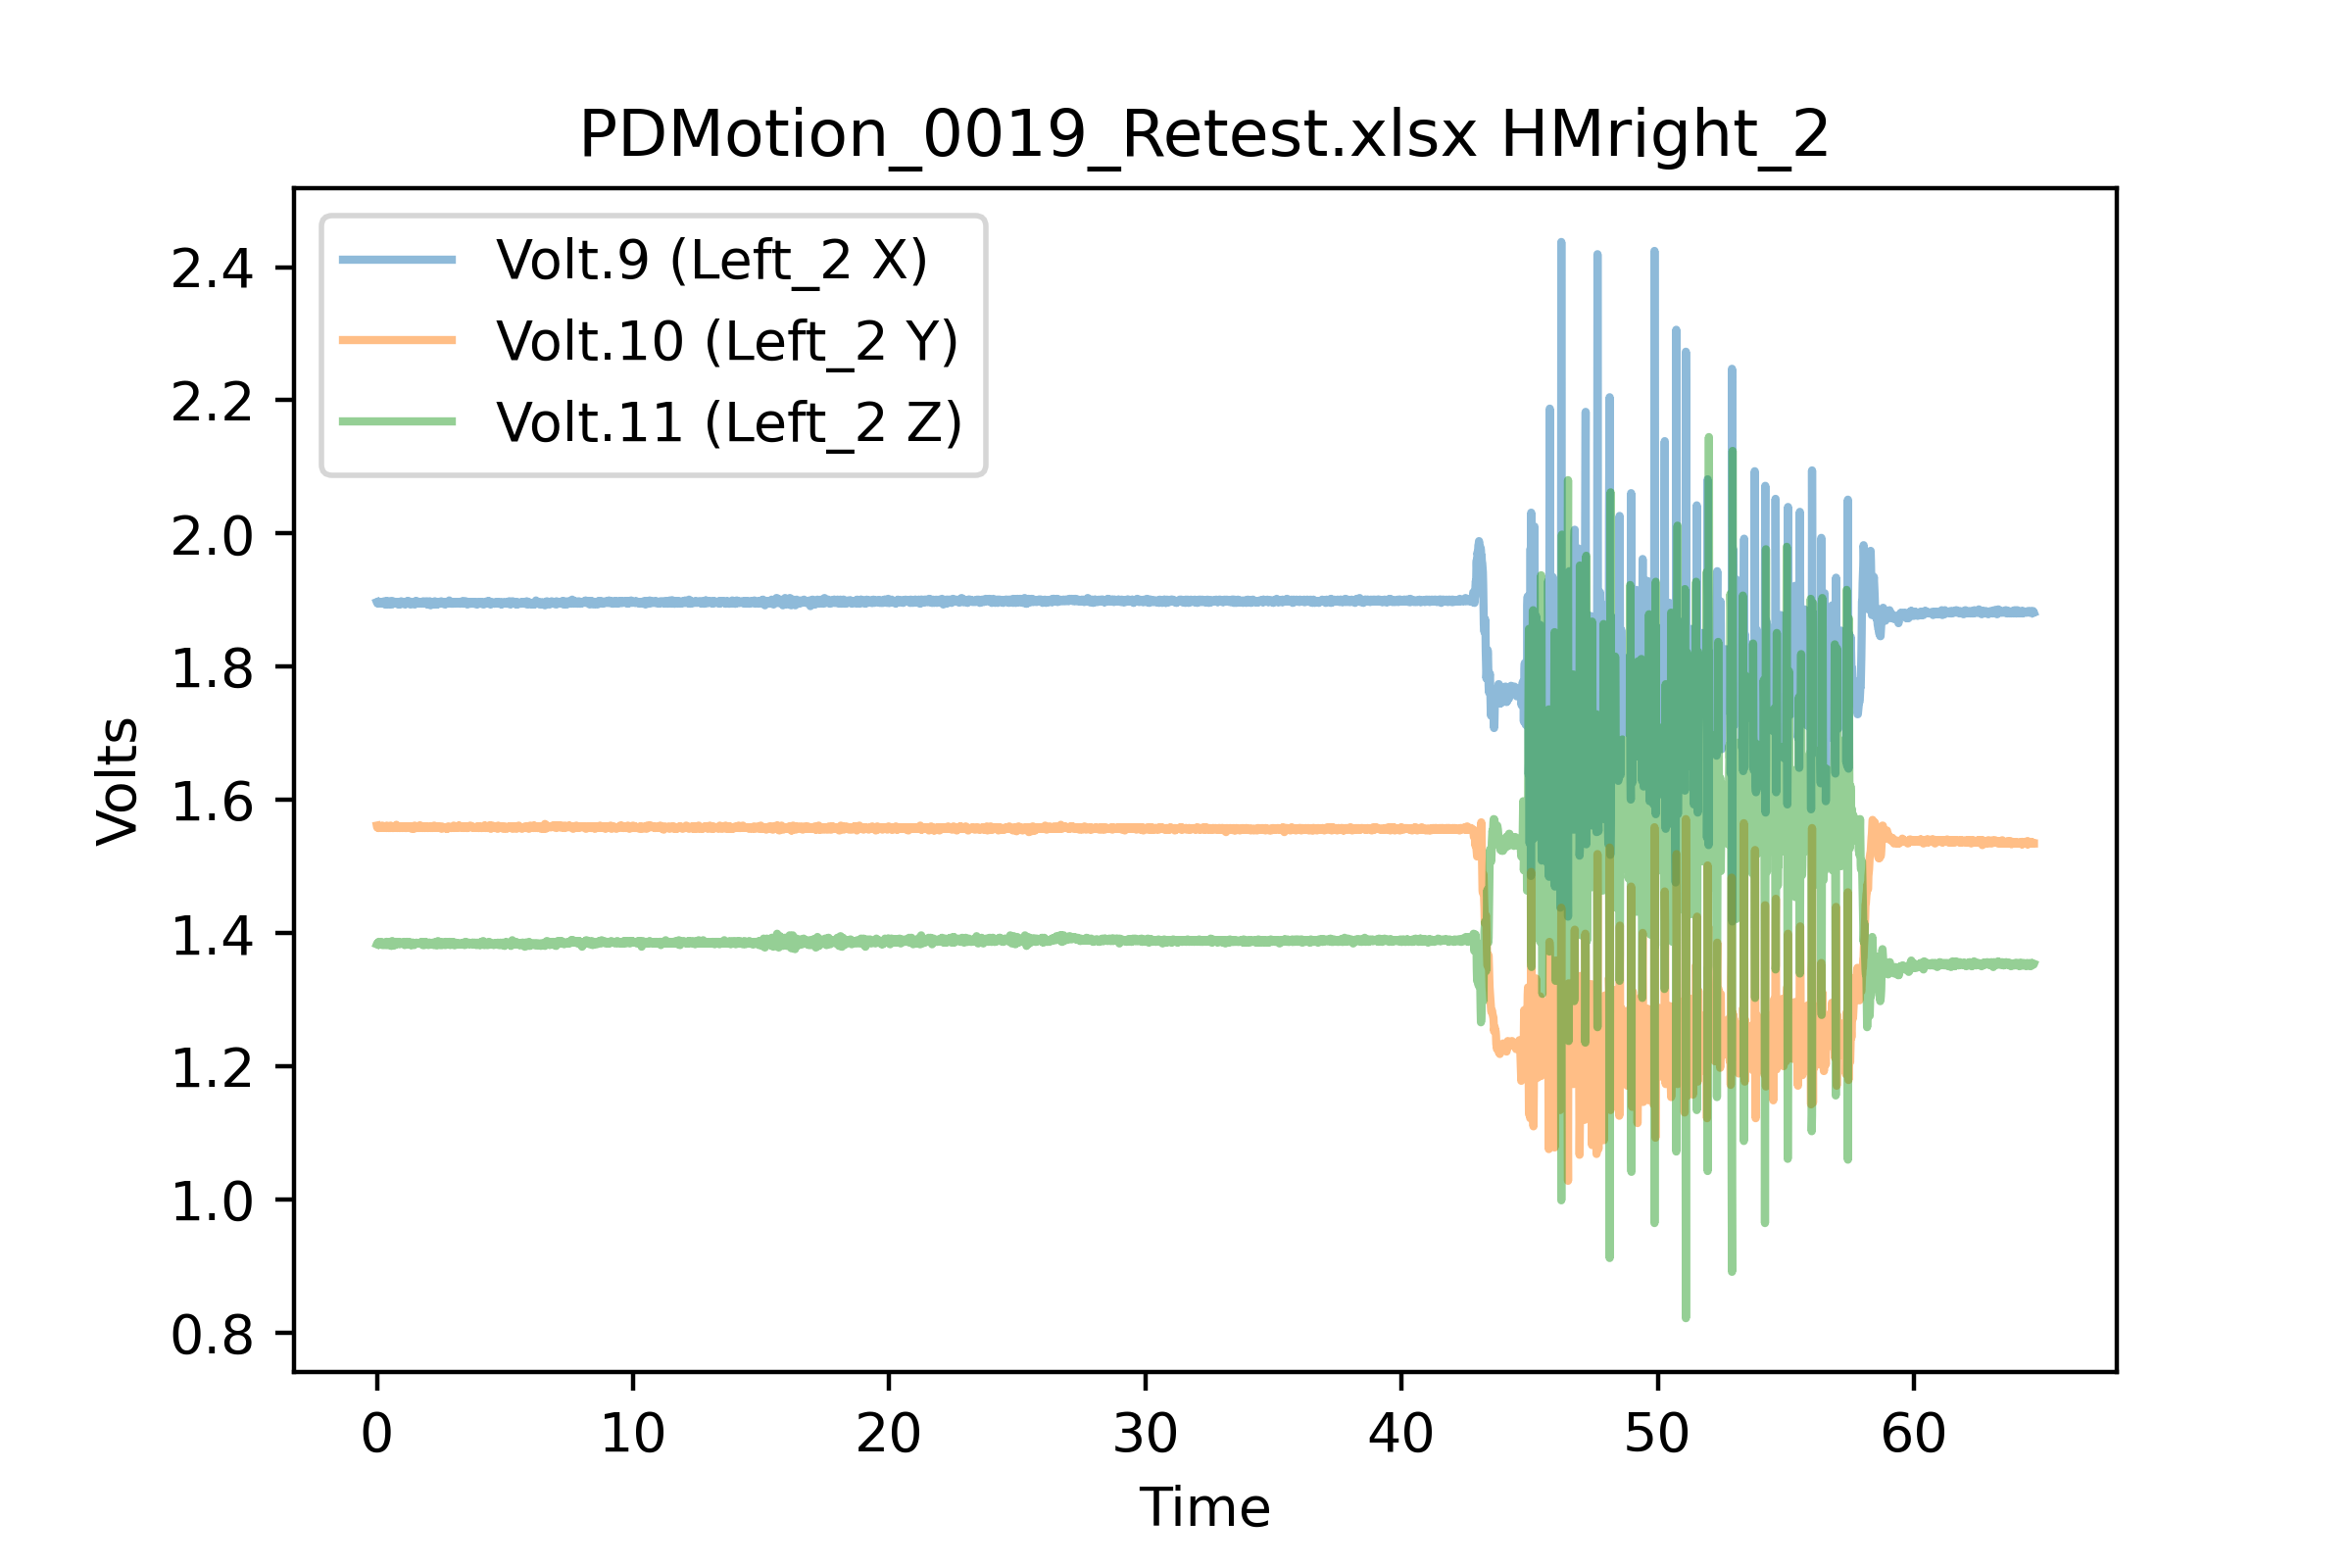 PDMotion_0019_Retest.xlsx HMright_2
Volt.9 (Left_2 X)
Volt.10 (Left_2 Y)
Volt.11 (Left_2 Z)
2.4
2.2
2.0
1.8
1.6
1.4
1.2
1.0
0.8
Volts
0 10 20 30 40 50 60
Time